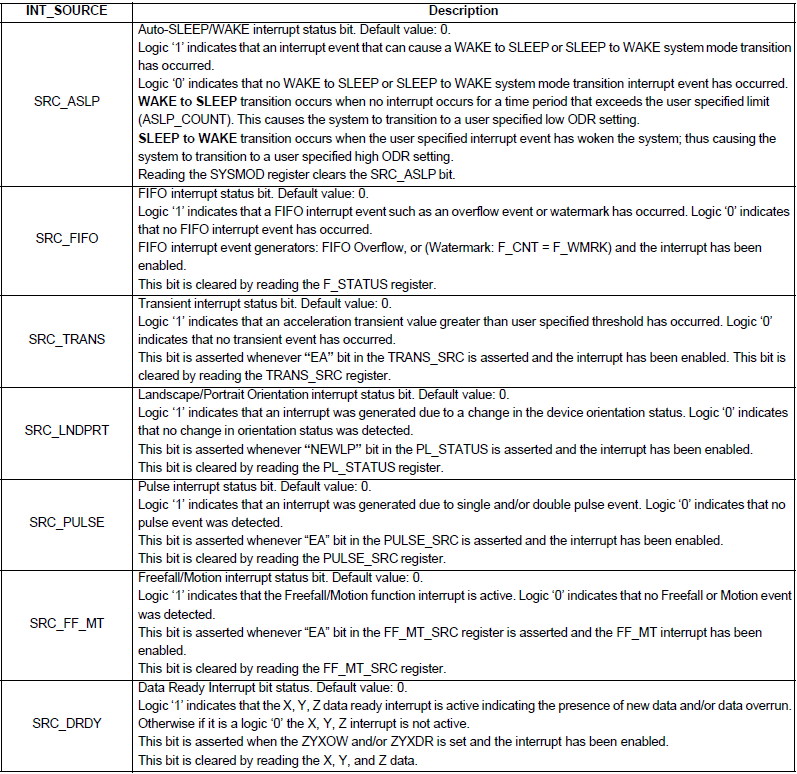 INT_SOURCE
Description
SRC_ASLP
Auto-SLEEP/WAKE interrupt status bit. Default value: 0.
Logic ‘1’ indicates that an interrupt event that can cause a WAKE to SLEEP or SLEEP to WAKE system mode transition
has occurred.
Logic ‘0’ indicates that no WAKE to SLEEP or SLEEP to WAKE system mode transition interrupt event has occurred.
WAKE to SLEEP transition occurs when no interrupt occurs for a time period that exceeds the user specified limit
(ASLP_COUNT). This causes the system to transition to a user specified low ODR setting.
SLEEP to WAKE transition occurs when the user specified interrupt event has woken the system; thus causing the
system to transition to a user specified high ODR setting.
Reading the SYSMOD register clears the SRC_ASLP bit.
SRC_FIFO
FIFO interrupt status bit. Default value: 0.
Logic ‘1’ indicates that a FIFO interrupt event such as an overflow event or watermark has occurred. Logic ‘0’ indicates
that no FIFO interrupt event has occurred.
FIFO interrupt event generators: FIFO Overflow, or (Watermark: F_CNT = F_WMRK) and the interrupt has been
enabled.
This bit is cleared by reading the F_STATUS register.
SRC_TRANS
Transient interrupt status bit. Default value: 0.
Logic ‘1’ indicates that an acceleration transient value greater than user specified threshold has occurred. Logic ‘0’
indicates that no transient event has occurred.
This bit is asserted whenever “EA” bit in the TRANS_SRC is asserted and the interrupt has been enabled. This bit is
cleared by reading the TRANS_SRC register.
SRC_LNDPRT
Landscape/Portrait Orientation interrupt status bit. Default value: 0.
Logic ‘1’ indicates that an interrupt was generated due to a change in the device orientation status. Logic ‘0’ indicates
that no change in orientation status was detected.
This bit is asserted whenever “NEWLP” bit in the PL_STATUS is asserted and the interrupt has been enabled.
This bit is cleared by reading the PL_STATUS register.
SRC_PULSE
Pulse interrupt status bit. Default value: 0.
Logic ‘1’ indicates that an interrupt was generated due to single and/or double pulse event. Logic ‘0’ indicates that no
pulse event was detected.
This bit is asserted whenever “EA” bit in the PULSE_SRC is asserted and the interrupt has been enabled.
This bit is cleared by reading the PULSE_SRC register.
SRC_FF_MT
Freefall/Motion interrupt status bit. Default value: 0.
Logic ‘1’ indicates that the Freefall/Motion function interrupt is active. Logic ‘0’ indicates that no Freefall or Motion event
was detected.
This bit is asserted whenever “EA” bit in the FF_MT_SRC register is asserted and the FF_MT interrupt has been
enabled.
This bit is cleared by reading the FF_MT_SRC register.
SRC_DRDY
Data Ready Interrupt bit status. Default value: 0.
Logic ‘1’ indicates that the X, Y, Z data ready interrupt is active indicating the presence of new data and/or data overrun.
Otherwise if it is a logic ‘0’ the X, Y, Z interrupt is not active.
This bit is asserted when the ZYXOW and/or ZYXDR is set and the interrupt has been enabled.
This bit is cleared by reading the X, Y, and Z data.